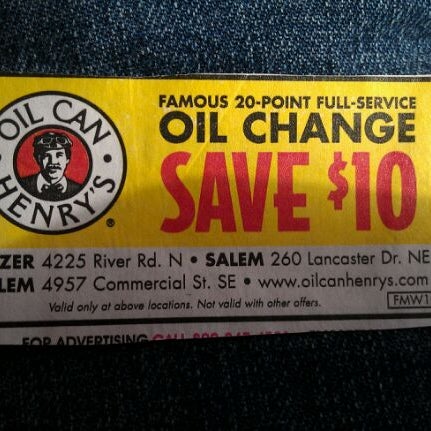 OIL CAN
HENRY'S
®
FAMOUS 20-POINT FULL-SERVICE
OIL CHANGE
SAVE $10
ZER 4225 River Rd. N • SALEM 260 Lancaster Dr. NE
LEM 4957 Commercial St. SE • www.oilcanhenrys.com
Valid only at above locations. Not valid with other offers.
FMW1
FOR ADVERTISING CALL